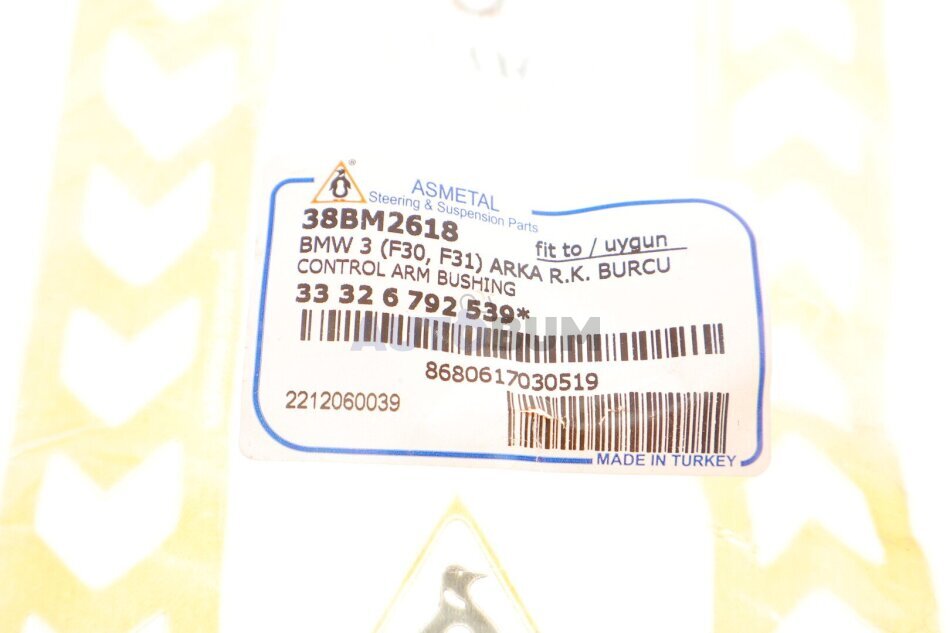 ®
ASMETAL
Steering & Suspension Parts
38BM2618
fit to / uygun
BMW 3 (F30, F31) ARKA R.K. BURCU
CONTROL ARM BUSHING
33 32 6 792 539*
AUTOBUM
8680617030519
2212060039
MADE IN TURKEY